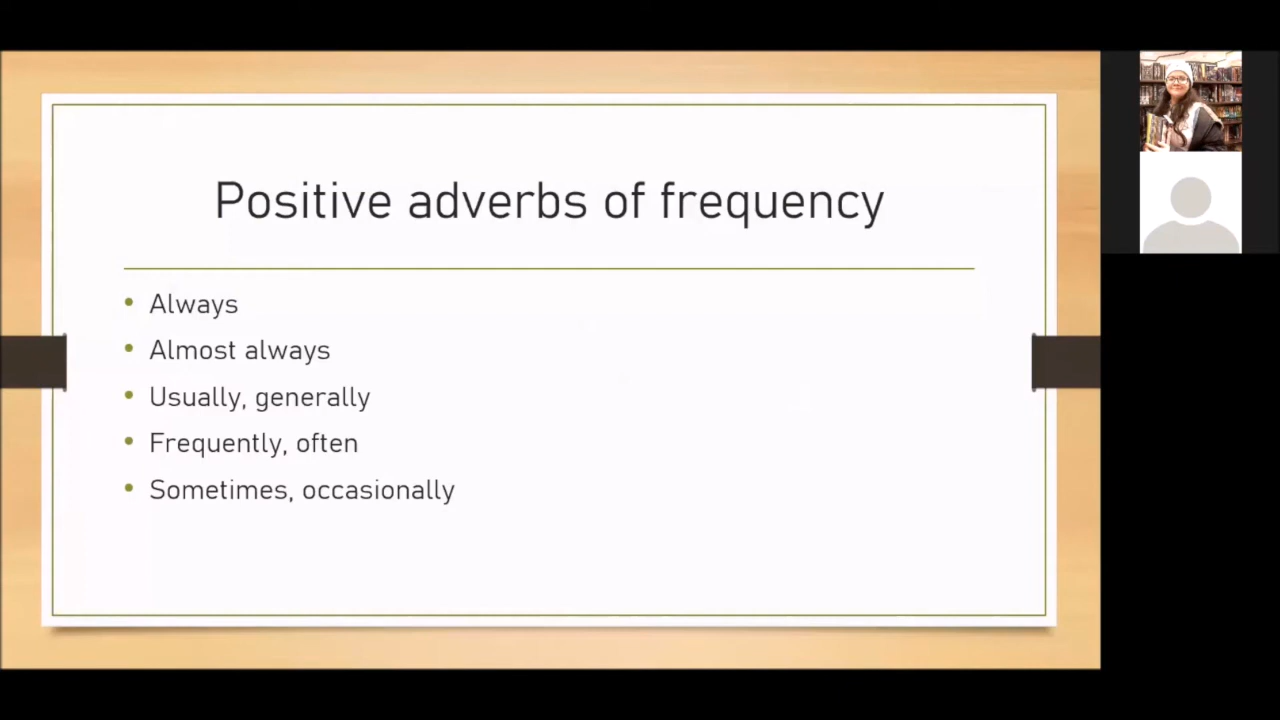 Positive adverbs of frequency
• Always
• Almost always
• Usually, generally
• Frequently, often
• Sometimes, occasionally